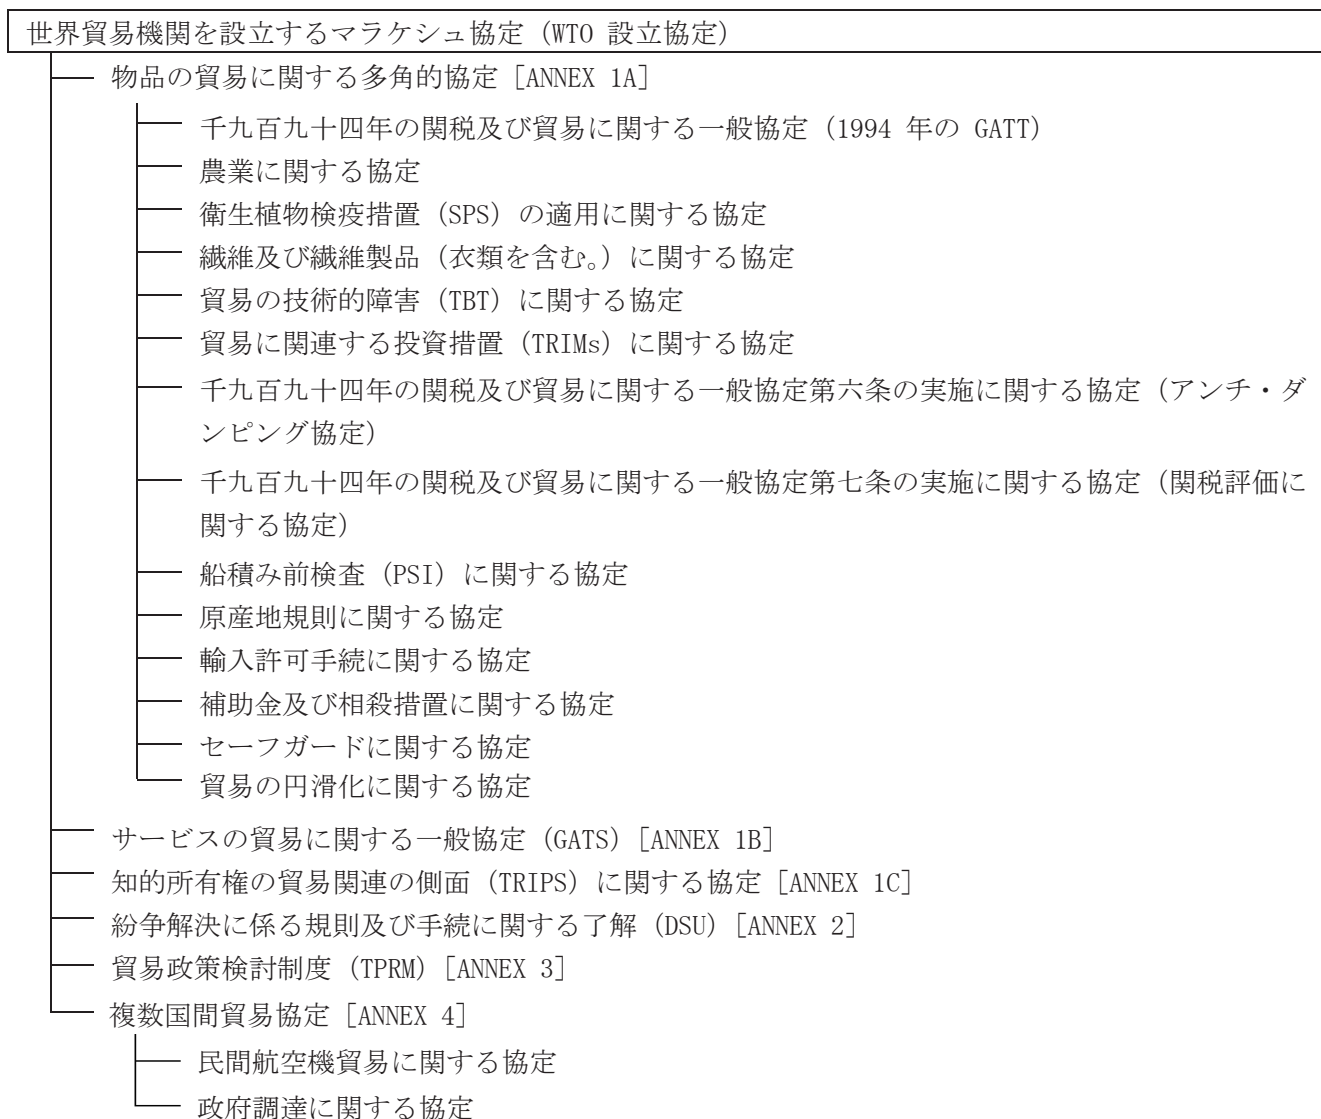 世界貿易機関を設立するマラケシュ協定（WTO 設立協定）
物品の貿易に関する多角的協定［ANNEX 1A］
千九百九十四年の関税及び貿易に関する一般協定（1994 年の GATT）
農業に関する協定
衛生植物検疫措置（SPS）の適用に関する協定
繊維及び繊維製品（衣類を含む。）に関する協定
貿易の技術的障害（TBT）に関する協定
貿易に関連する投資措置（TRIMs）に関する協定
千九百九十四年の関税及び貿易に関する一般協定第六条の実施に関する協定（アンチ・ダ
ンピング協定）
千九百九十四年の関税及び貿易に関する一般協定第七条の実施に関する協定（関税評価に
関する協定）
船積み前検査（PSI）に関する協定
原産地規則に関する協定
輸入許可手続に関する協定
補助金及び相殺措置に関する協定
セーフガードに関する協定
貿易の円滑化に関する協定
サービスの貿易に関する一般協定（GATS）［ANNEX 1B］
知的所有権の貿易関連の側面（TRIPS）に関する協定［ANNEX 1C］
紛争解決に係る規則及び手続に関する了解（DSU）［ANNEX 2］
貿易政策検討制度（TPRM）［ANNEX 3］
複数国間貿易協定［ANNEX 4］
民間航空機貿易に関する協定
政府調達に関する協定